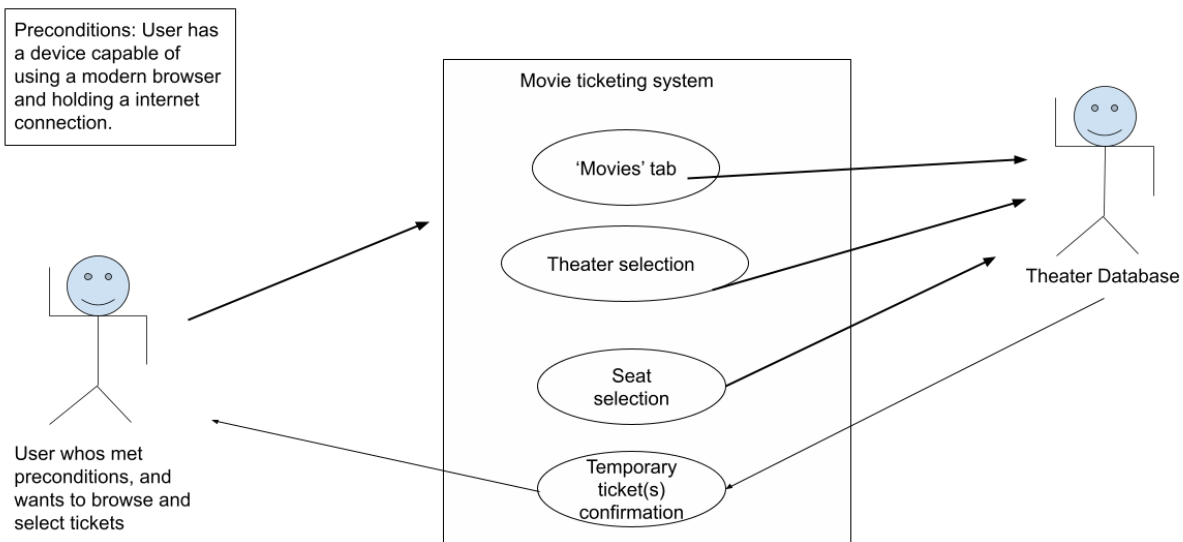 Preconditions: User has
a device capable of
using a modern browser
and holding a internet
connection.
Movie ticketing system
‘Movies’ tab
Theater selection
Seat
selection
Temporary
ticket(s)
confirmation
Theater Database
User whos met
preconditions, and
wants to browse and
select tickets